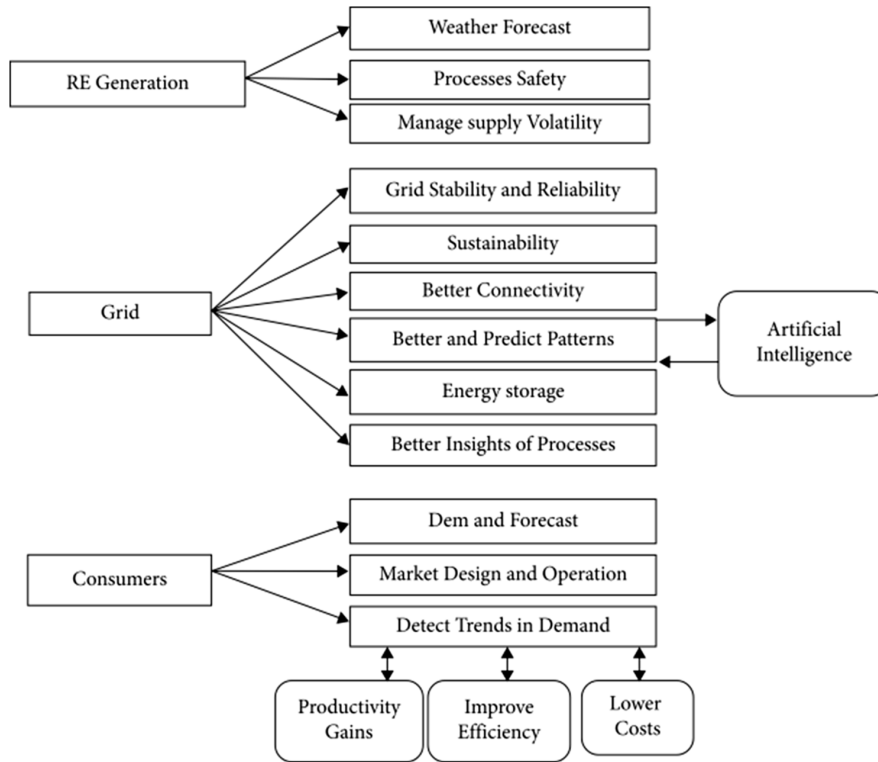 Weather Forecast
RE Generation
Processes Safety
Manage supply Volatility
Grid Stability and Reliability
Sustainability
Better Connectivity
Grid
Better and Predict Patterns
Artificial
Intelligence
Energy storage
Better Insights of Processes
Dem and Forecast
Consumers
Market Design and Operation
Detect Trends in Demand
Productivity
Gains
Improve
Efficiency
Lower
Costs